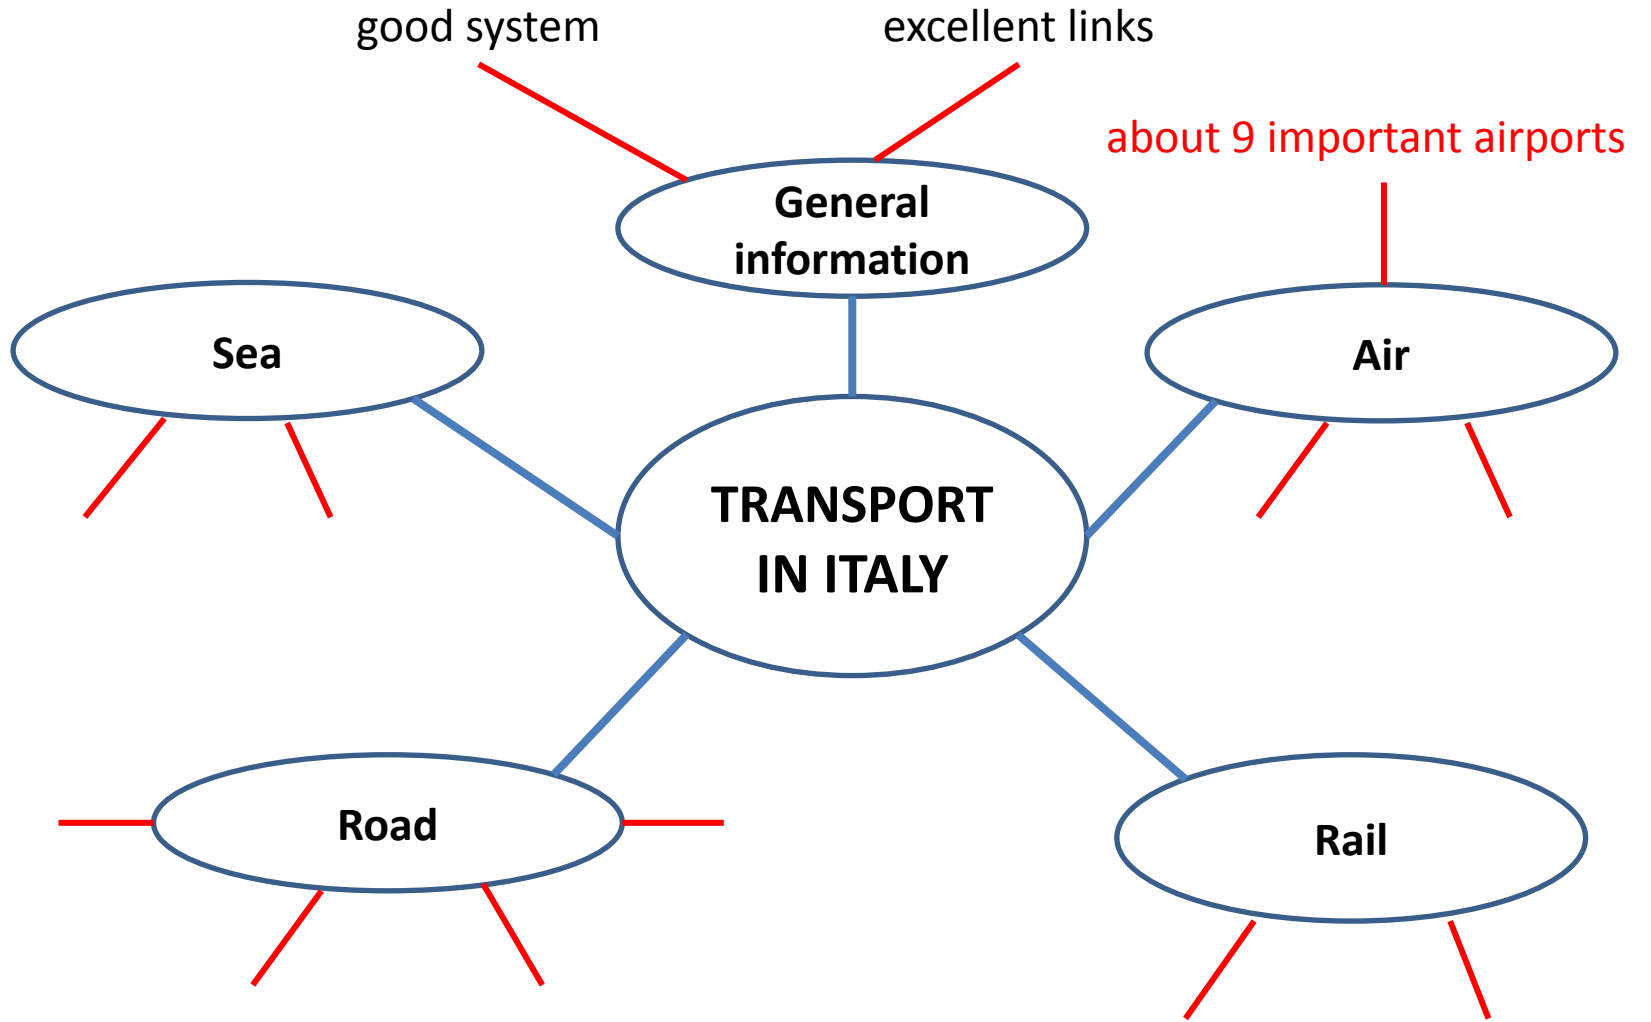 good system
excellent links
about 9 important airports
General
information
Sea
Air
TRANSPORT
IN ITALY
Road
Rail